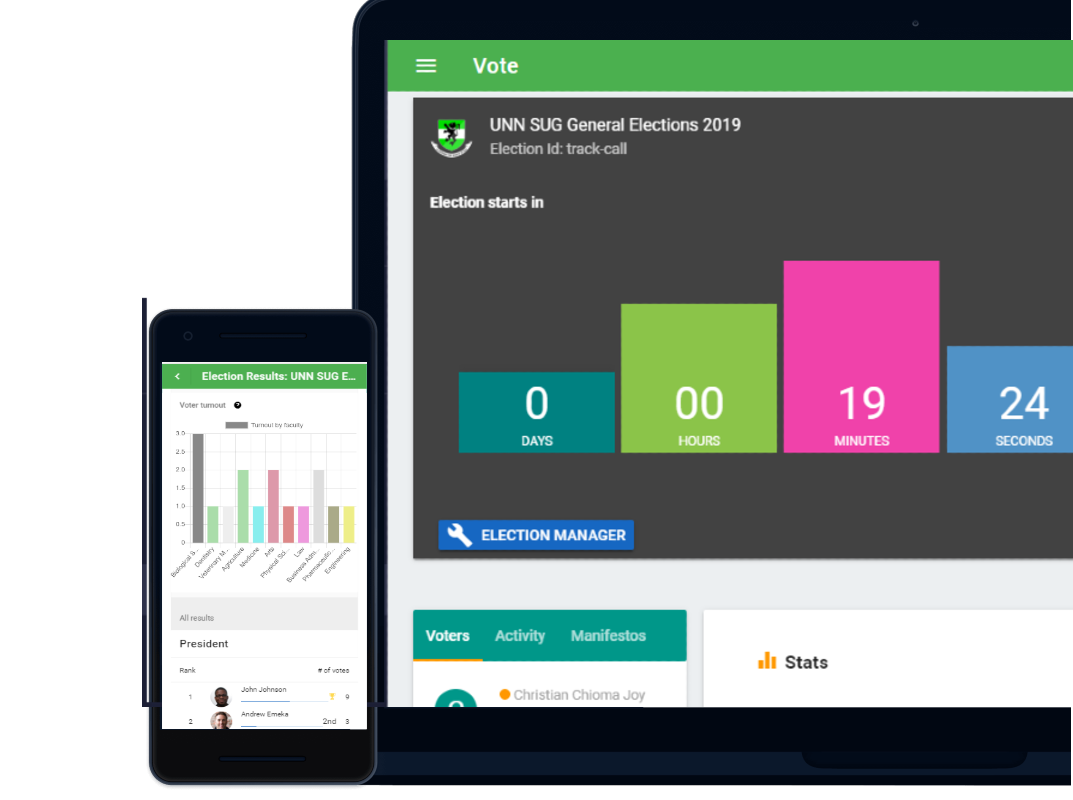 Vote
UNN SUG General Elections 2019
Election Id: track-call
Election starts in
0
DAYS
00
HOURS
19
MINUTES
24
SECONDS
ELECTION MANAGER
Voters Activity Manifestos
Christian Chioma Joy
Stats
Election Results: UNN SUG E...
Voter turnout ?
Turnout by faculty
3.0
2.5
2.0
1.5
1.0
0.5
0
Biological S...
Dentistry
Veterinary M...
Agriculture
Medicine
Arts
Physical Sci...
Law
Business Adm...
Pharmaceutic...
Engineering
All results
President
Rank # of votes
1 John Johnson 9
2 Andrew Emeka 2nd 3